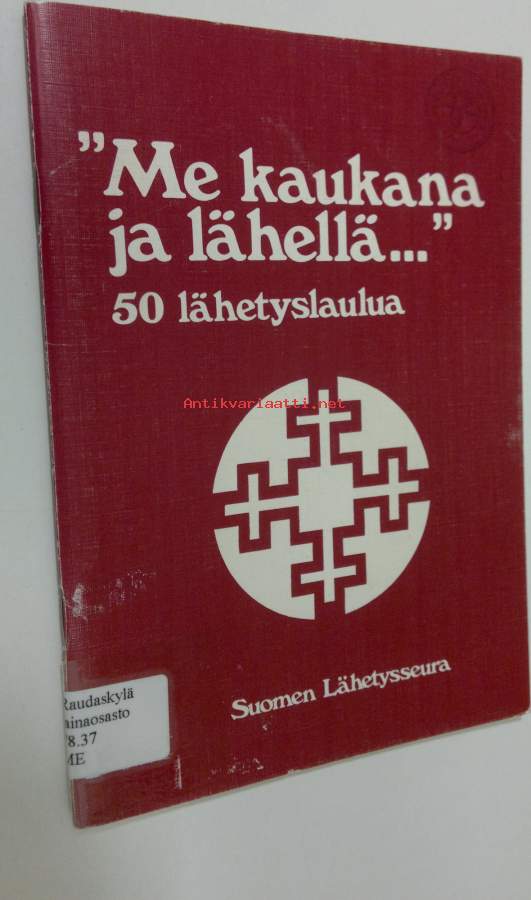 ”Me kaukana
ja lähellä...”
50 lähetyslaulua
Antikvariaatti.net
Suomen Lähetysseura
Raudaskylä
ainaosasto
78.37
ME